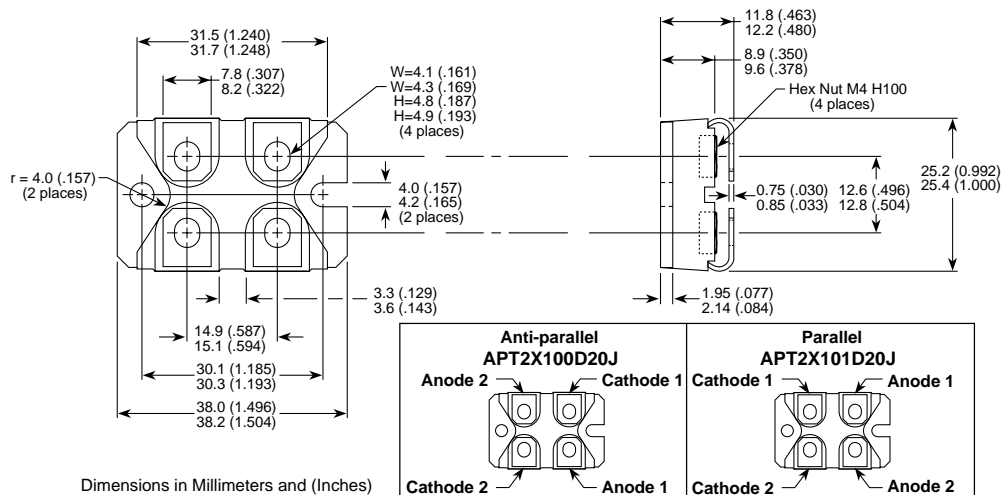 31.5 (1.240)
31.7 (1.248)
7.8 (.307)
8.2 (.322)
W=4.1 (.161)
W=4.3 (.169)
H=4.8 (.187)
H=4.9 (.193)
(4 places)
r = 4.0 (.157)
(2 places)
4.0 (.157)
4.2 (.165)
(2 places)
3.3 (.129)
3.6 (.143)
14.9 (.587)
15.1 (.594)
30.1 (1.185)
30.3 (1.193)
38.0 (1.496)
38.2 (1.504)
Dimensions in Millimeters and (Inches)
11.8 (.463)
12.2 (.480)
8.9 (.350)
9.6 (.378)
Hex Nut M4 H100
(4 places)
0.75 (.030)
0.85 (.033)
12.6 (.496)
12.8 (.504)
25.2 (0.992)
25.4 (1.000)
1.95 (.077)
2.14 (.084)
Anti-parallel
APT2X100D20J
Anode 2
Cathode 1
Cathode 2
Anode 1
Parallel
APT2X101D20J
Cathode 1
Anode 1
Cathode 2
Anode 2